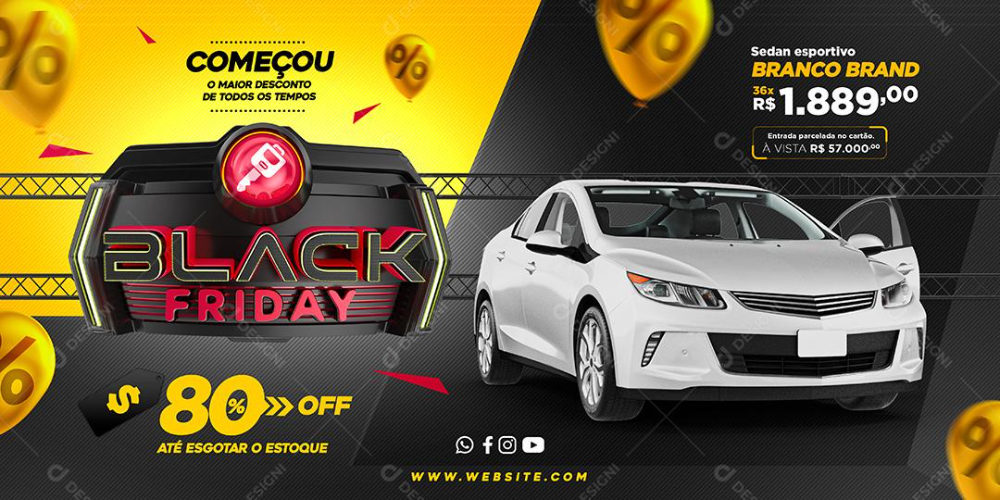 COMEÇOU
O MAIOR DESCONTO
DE TODOS OS TEMPOS
BLACK
FRIDAY
$
80% OFF
ATÉ ESGOTAR O ESTOQUE
Sedan esportivo
BRANCO BRAND
36x
R$ 1.889,00
Entrada parcelada no cartão.
À VISTA R$ 57.000,00
WWW.WEBSITE.COM
%
%
%
%
DESIGNI